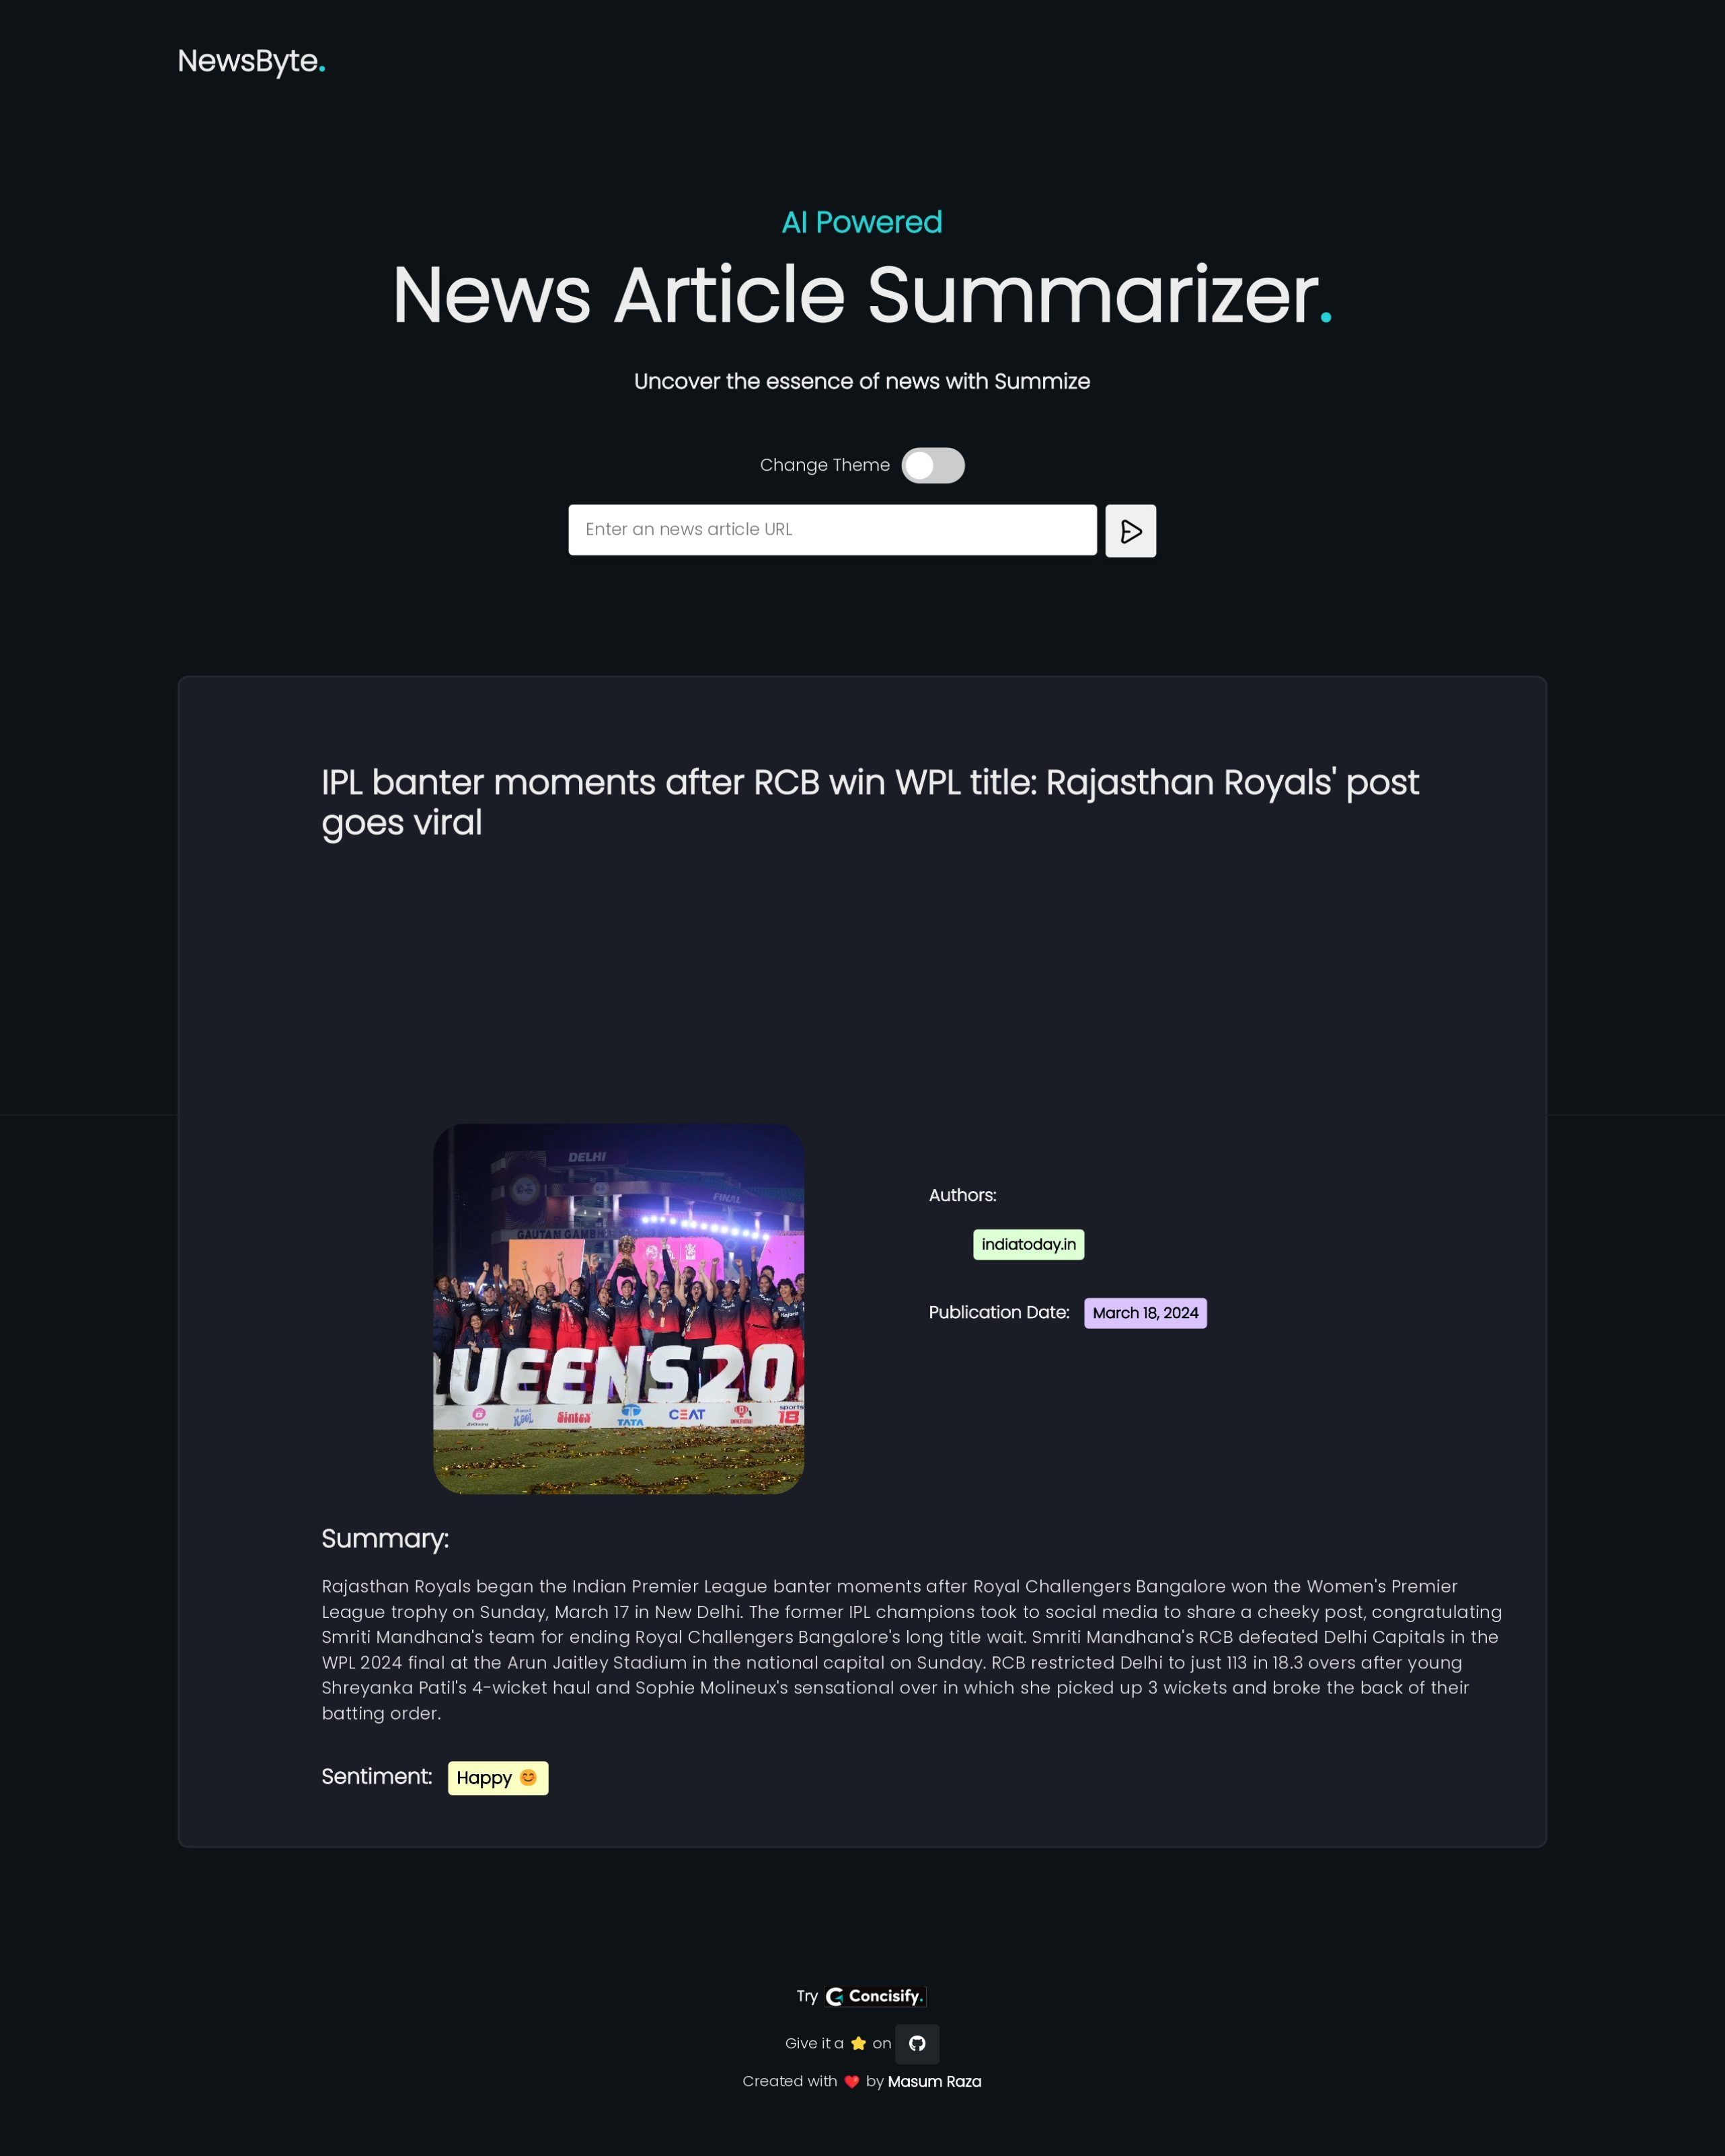 NewsByte.
AI Powered
News Article Summarizer.
Uncover the essence of news with Summize
Change Theme
Enter an news article URL
IPL banter moments after RCB win WPL title: Rajasthan Royals' post
goes viral
DELHI
FINAL
UEENS20
TATA
CEAT
sports
18
Authors:
indiatoday.in
Publication Date: March 18, 2024
Summary:
Rajasthan Royals began the Indian Premier League banter moments after Royal Challengers Bangalore won the Women's Premier
League trophy on Sunday, March 17 in New Delhi. The former IPL champions took to social media to share a cheeky post, congratulating
Smriti Mandhana's team for ending Royal Challengers Bangalore's long title wait. Smriti Mandhana's RCB defeated Delhi Capitals in the
WPL 2024 final at the Arun Jaitley Stadium in the national capital on Sunday. RCB restricted Delhi to just 113 in 18.3 overs after young
Shreyanka Patil's 4-wicket haul and Sophie Molineux's sensational over in which she picked up 3 wickets and broke the back of their
batting order.
Sentiment: Happy 😊
Try Concisify.
Give it a ⭐ on
Created with ❤️ by Masum Raza